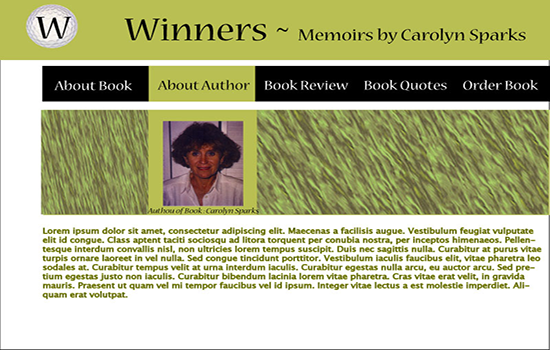 W Winners ~ Memoirs by Carolyn Sparks
About Book About Author Book Review Book Quotes Order Book
Authou of Book : Carolyn Sparks
Lorem ipsum dolor sit amet, consectetur adipiscing elit. Maecenas a facilisis augue. Vestibulum feugiat vulputate
elit id congue. Class aptent taciti sociosqu ad litora torquent per conubia nostra, per inceptos himenaeos. Pellen-
tesque interdum convallis nisl, non ultricies lorem tempus suscipit. Duis nec sagittis nulla. Curabitur at purus vitae
turpis ornare laoreet in vel nulla. Sed congue tincidunt porttitor. Vestibulum iaculis faucibus elit, vitae pharetra leo
sodales at. Curabitur tempus velit at urna interdum iaculis. Curabitur egestas nulla arcu, eu auctor arcu. Sed pre-
tium egestas justo non iaculis. Curabitur bibendum lacinia lorem vitae pharetra. Cras vitae erat velit, in gravida
mauris. Praesent ut quam vel mi tempor faucibus vel id ipsum. Integer vitae lectus a est molestie imperdiet. Ali-
quam erat volutpat.